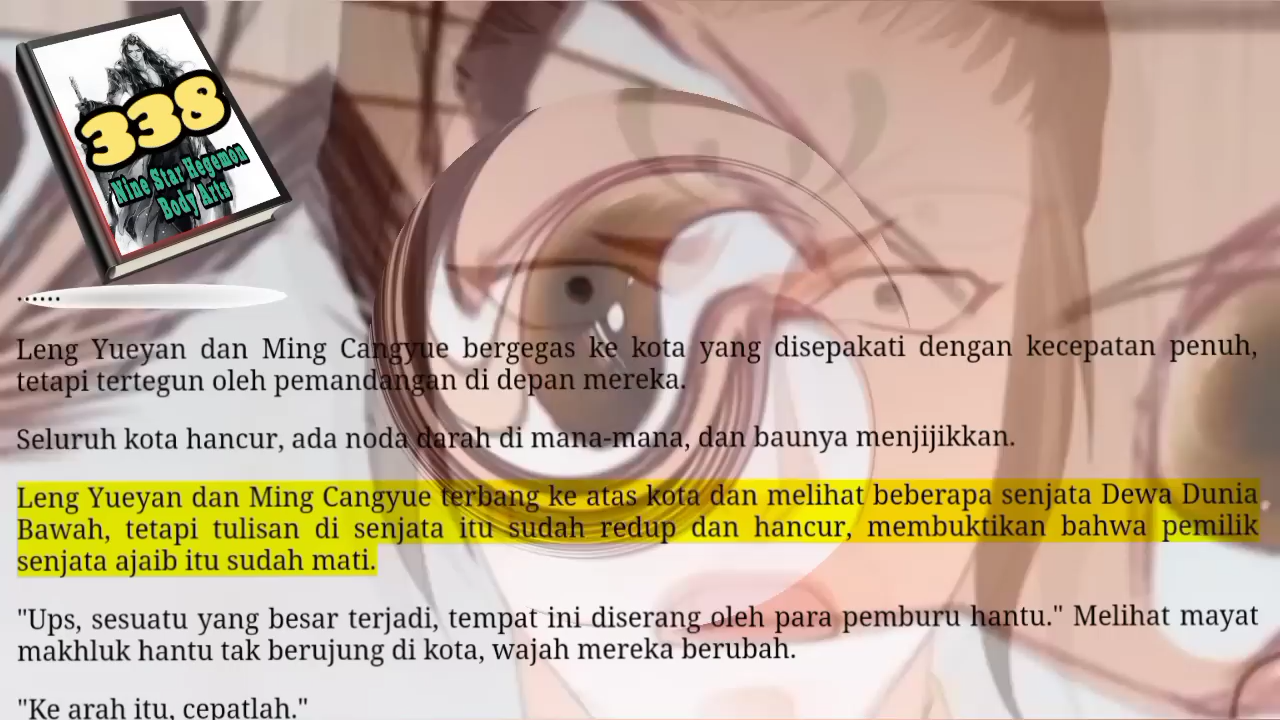 338
Nine Star Hegemon
Body Arts
......
Leng Yueyan dan Ming Cangyue bergegas ke kota yang disepakati dengan kecepatan penuh,
tetapi tertegun oleh pemandangan di depan mereka.
Seluruh kota hancur, ada noda darah di mana-mana, dan baunya menjijikkan.
Leng Yueyan dan Ming Cangyue terbang ke atas kota dan melihat beberapa senjata Dewa Dunia
Bawah, tetapi tulisan di senjata itu sudah redup dan hancur, membuktikan bahwa pemilik
senjata ajaib itu sudah mati.
"Ups, sesuatu yang besar terjadi, tempat ini diserang oleh para pemburu hantu." Melihat mayat
makhluk hantu tak berujung di kota, wajah mereka berubah.
"Ke arah itu, cepatlah."